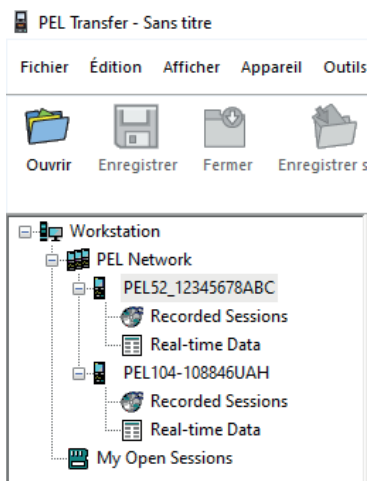 PEL Transfer - Sans titre
Fichier Édition Afficher Appareil Outils
Ouvrir Enregistrer Fermer Enregistrer s
Workstation
PEL Network
PEL52_12345678ABC
Recorded Sessions
Real-time Data
PEL104-108846UAH
Recorded Sessions
Real-time Data
My Open Sessions